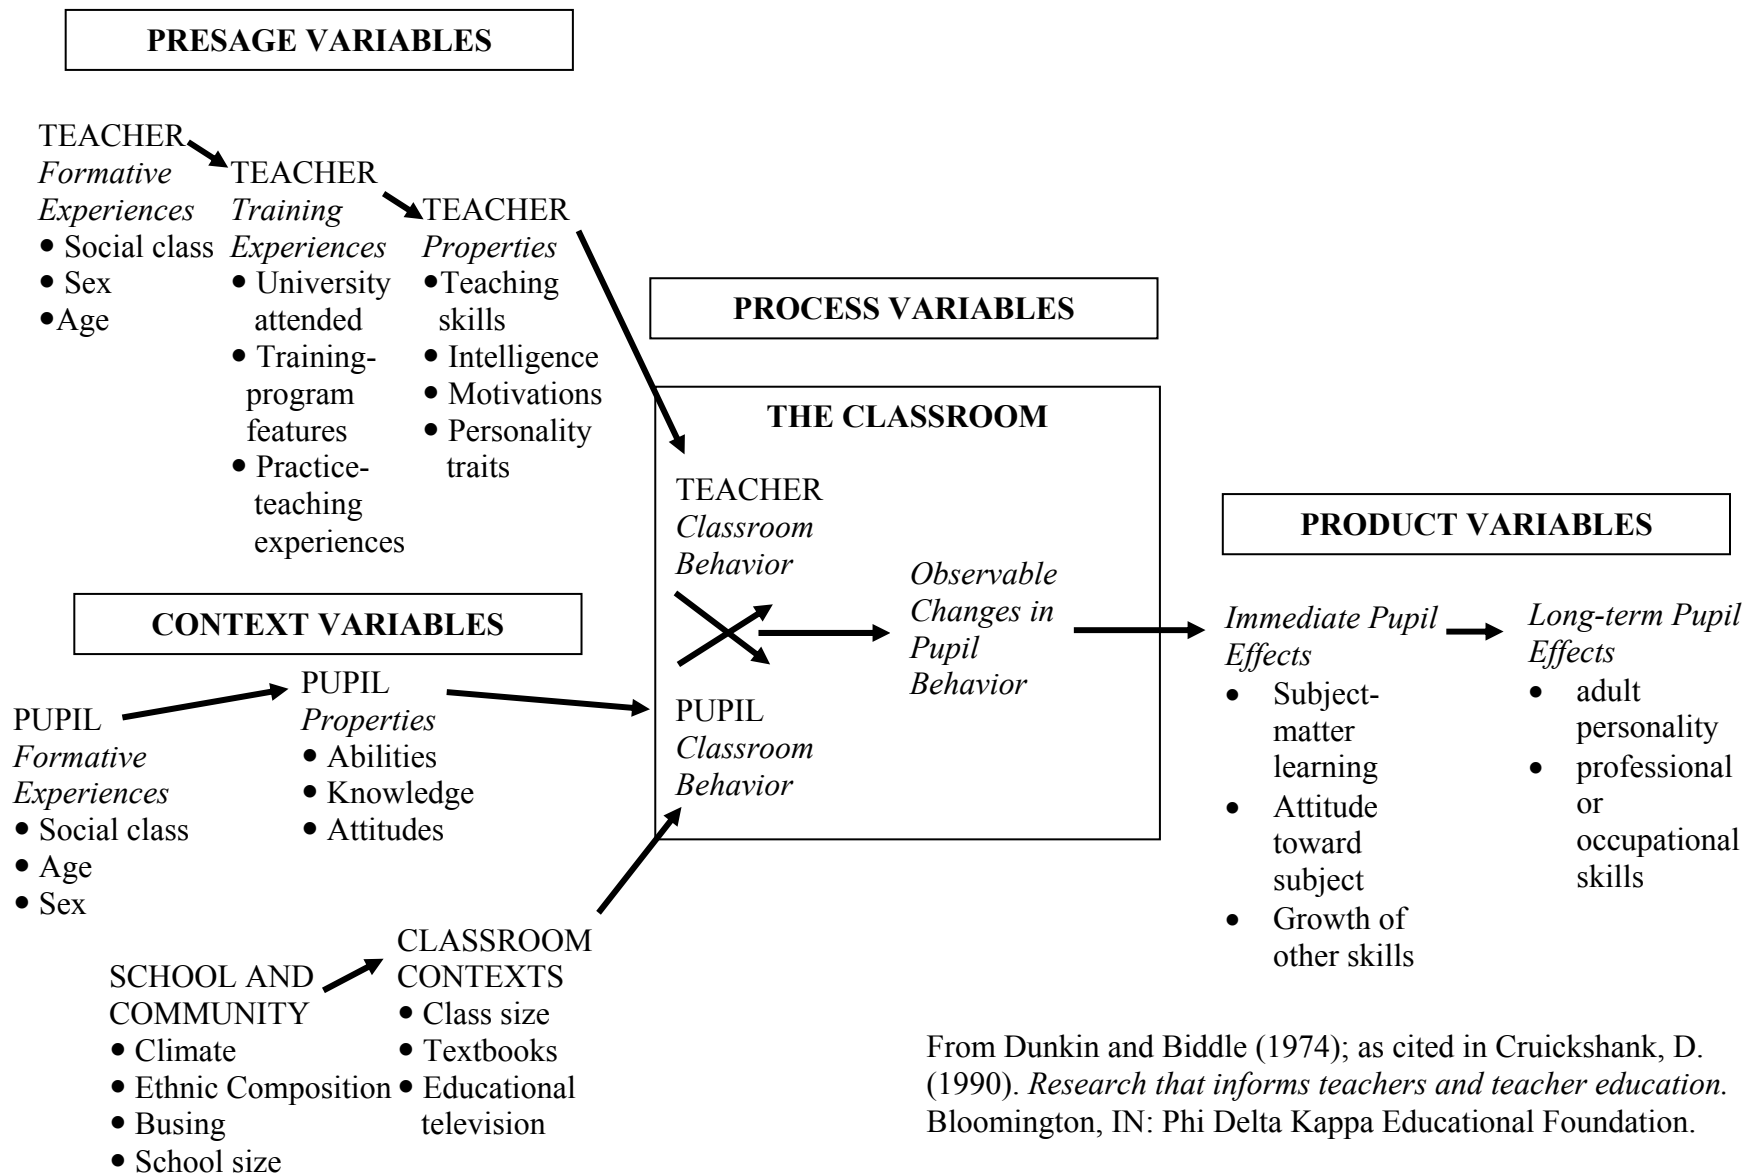 PRESAGE VARIABLES
TEACHER
Formative
Experiences
• Social class
• Sex
•Age
TEACHER
Training
Experiences
• University
attended
• Training-
program
features
• Practice-
teaching
experiences
TEACHER
Properties
•Teaching
skills
• Intelligence
• Motivations
• Personality
traits
CONTEXT VARIABLES
PUPIL
Formative
Experiences
• Social class
• Age
• Sex
PUPIL
Properties
• Abilities
• Knowledge
• Attitudes
SCHOOL AND
COMMUNITY
• Climate
• Ethnic Composition
• Busing
• School size
CLASSROOM
CONTEXTS
• Class size
• Textbooks
• Educational
television
PROCESS VARIABLES
THE CLASSROOM
TEACHER
Classroom
Behavior
PUPIL
Classroom
Behavior
Observable
Changes in
Pupil
Behavior
PRODUCT VARIABLES
Immediate Pupil
Effects
• Subject-
matter
learning
• Attitude
toward
subject
• Growth of
other skills
Long-term Pupil
Effects
• adult
personality
• professional
or
occupational
skills
From Dunkin and Biddle (1974); as cited in Cruickshank, D.
(1990). Research that informs teachers and teacher education.
Bloomington, IN: Phi Delta Kappa Educational Foundation.